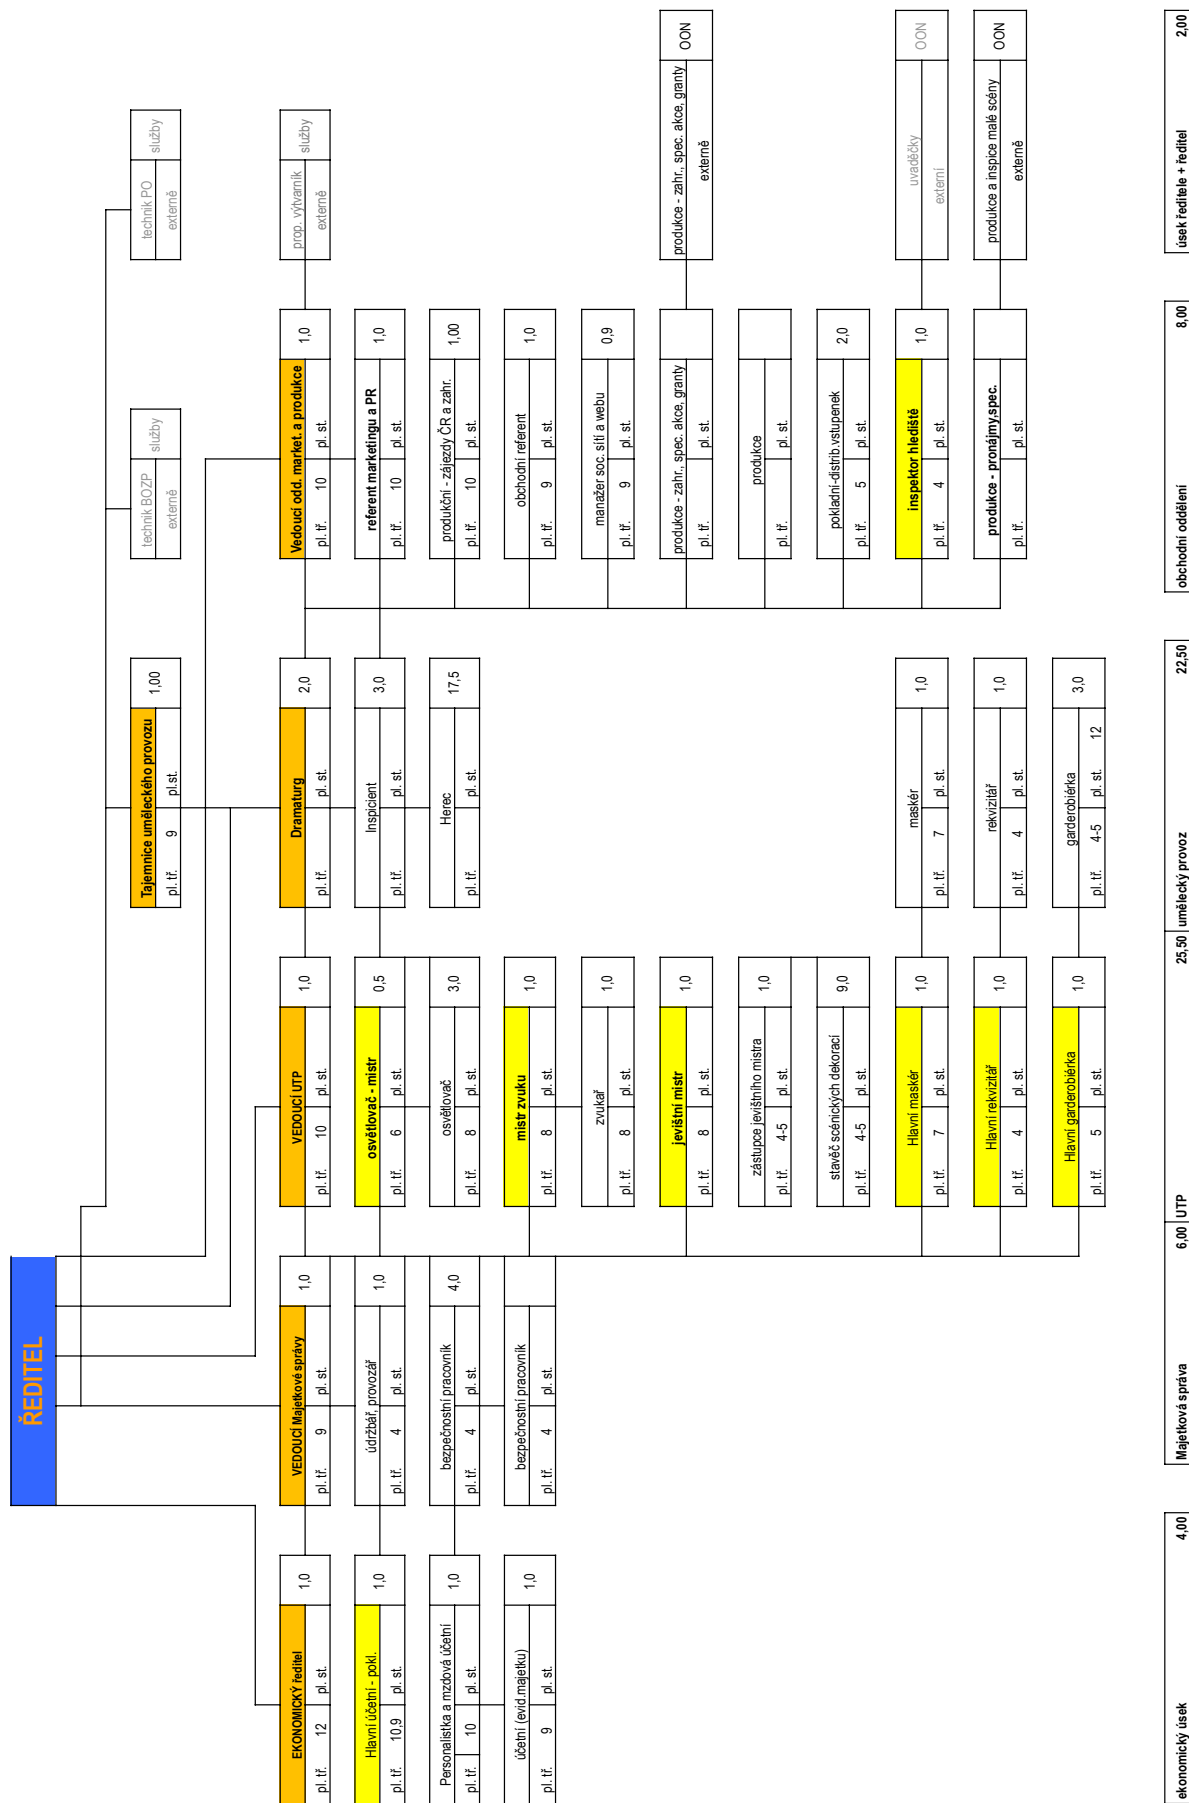 ŘEDITEL
Tajemnice uměleckého provozu 1,00
pl. tř. 9 pl.st.
technik BOZP služby
externě
technik PO služby
externě
EKONOMICKÝ ředitel 1,0
pl. tř. 12 pl. st.
VEDOUCÍ Majetkové správy 1,0
pl. tř. 9 pl. st.
VEDOUCÍ UTP 1,0
pl. tř. 10 pl. st.
Dramaturg 2,0
pl. tř. pl. st.
Vedoucí odd. market. a produkce 1,0
pl. tř. 10 pl. st.
prop. výtvarník služby
externě
Hlavní účetní - pokl. 1,0
pl. tř. 10,9 pl. st.
údržbář, provozář 1,0
pl. tř. 4 pl. st.
osvětlovač - mistr 0,5
pl. tř. 6 pl. st.
Inspicient 3,0
pl. tř. pl. st.
referent marketingu a PR 1,0
pl. tř. 10 pl. st.
Personalistka a mzdová účetní 1,0
pl. tř. 10 pl. st.
bezpečnostní pracovník 4,0
pl. tř. 4 pl. st.
osvětlovač 3,0
pl. tř. 8 pl. st.
Herec 17,5
pl. tř. pl. st.
produkční - zájezdy ČR a zahr. 1,00
pl. tř. 10 pl. st.
účetní (evid.majetku) 1,0
pl. tř. 9 pl. st.
bezpečnostní pracovník
pl. tř. 4 pl. st.
mistr zvuku 1,0
pl. tř. 8 pl. st.
obchodní referent 1,0
pl. tř. 9 pl. st.
zvukař 1,0
pl. tř. 8 pl. st.
manažer soc. sítí a webu 0,9
pl. tř. 9 pl. st.
jevištní mistr 1,0
pl. tř. 8 pl. st.
produkce - zahr., spec. akce, granty
pl. tř. pl. st.
produkce - zahr., spec. akce, granty OON
externě
zástupce jevištního mistra 1,0
pl. tř. 4-5 pl. st.
produkce
pl. tř. pl. st.
stavěč scénických dekorací 9,0
pl. tř. 4-5 pl. st.
pokladní-distrib.vstupenek 2,0
pl. tř. 5 pl. st.
Hlavní maskér 1,0
pl. tř. 7 pl. st.
maskér 1,0
pl. tř. 7 pl. st.
inspektor hlediště 1,0
pl. tř. 4 pl. st.
uvaděčky OON
externí
Hlavní rekvizitář 1,0
pl. tř. 4 pl. st.
rekvizitář 1,0
pl. tř. 4 pl. st.
produkce - pronájmy,spec.
pl. tř. pl. st.
produkce a inspice malé scény OON
externě
Hlavní garderobiérka 1,0
pl. tř. 5 pl. st.
garderobiérka 3,0
pl. tř. 4-5 pl. st. 12
ekonomický úsek 4,00
Majetková správa 6,00
UTP 25,50
umělecký provoz 22,50
obchodní oddělení 8,00
úsek ředitele + ředitel 2,00